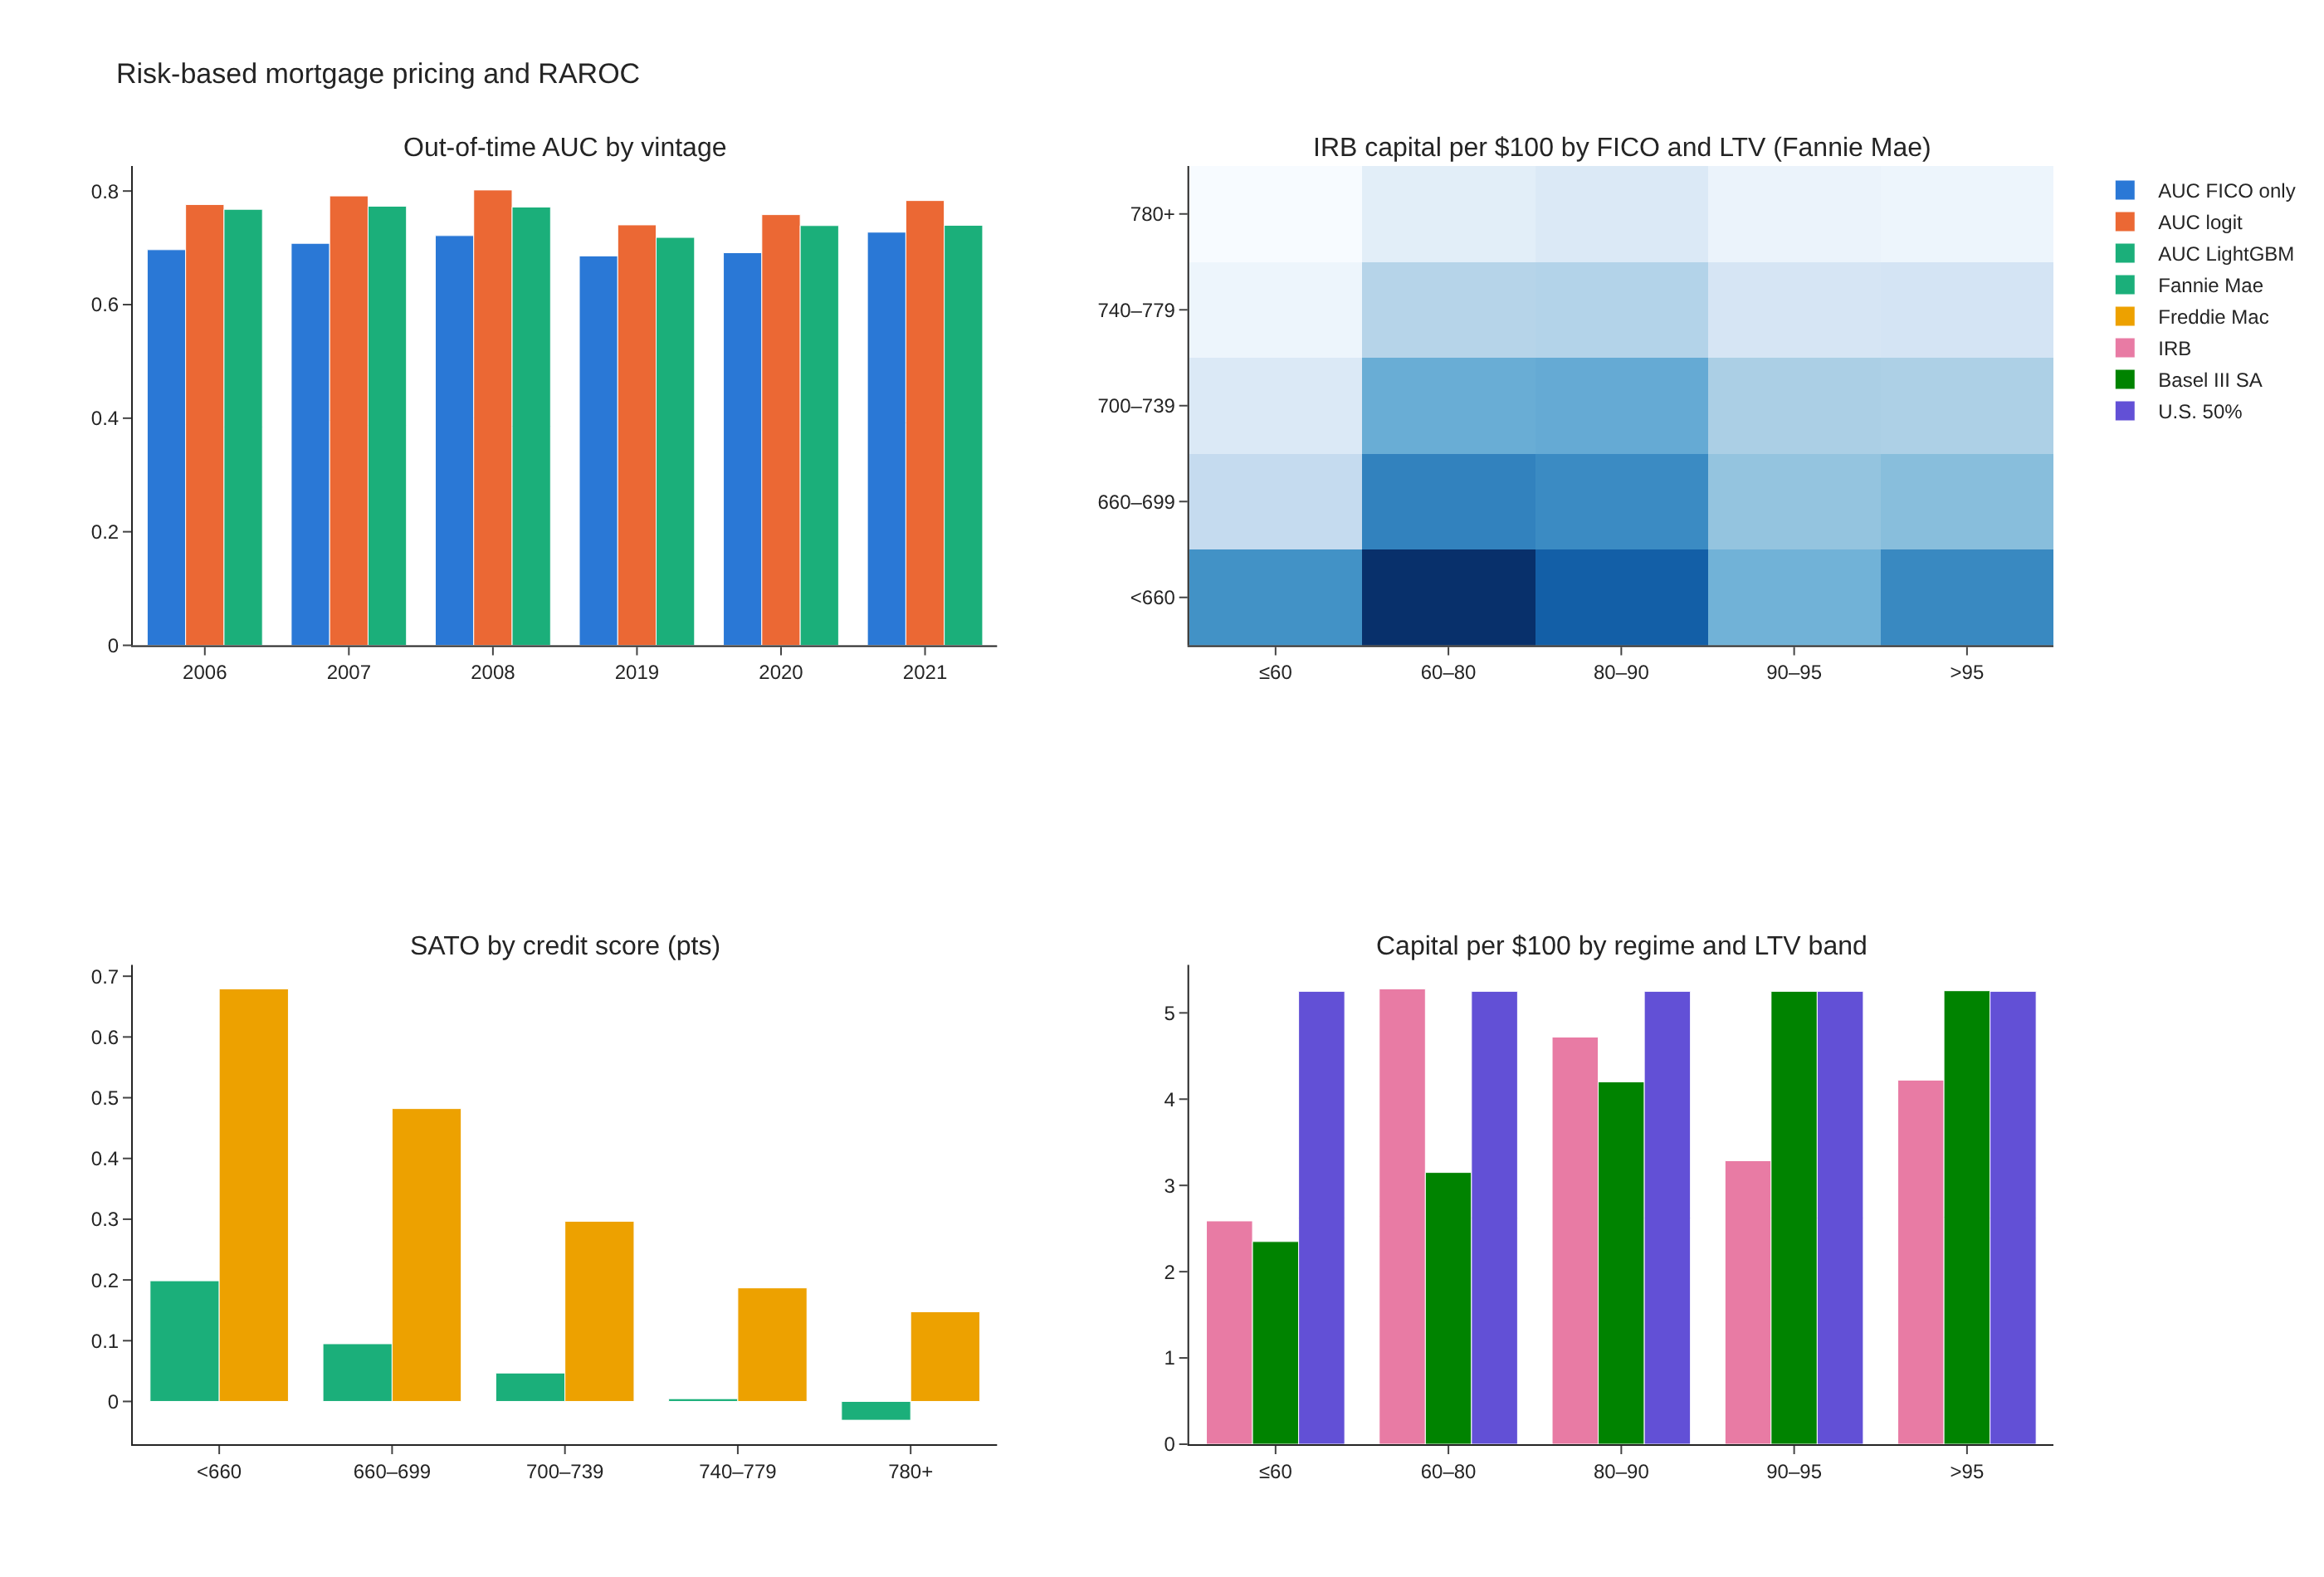 Risk-based mortgage pricing and RAROC
Out-of-time AUC by vintage
0.8
0.6
0.4
0.2
0
2006 2007 2008 2019 2020 2021
IRB capital per $100 by FICO and LTV (Fannie Mae)
780+
740–779
700–739
660–699
<660
≤60 60–80 80–90 90–95 >95
AUC FICO only
AUC logit
AUC LightGBM
Fannie Mae
Freddie Mac
IRB
Basel III SA
U.S. 50%
SATO by credit score (pts)
0.7
0.6
0.5
0.4
0.3
0.2
0.1
0
<660 660–699 700–739 740–779 780+
Capital per $100 by regime and LTV band
5
4
3
2
1
0
≤60 60–80 80–90 90–95 >95